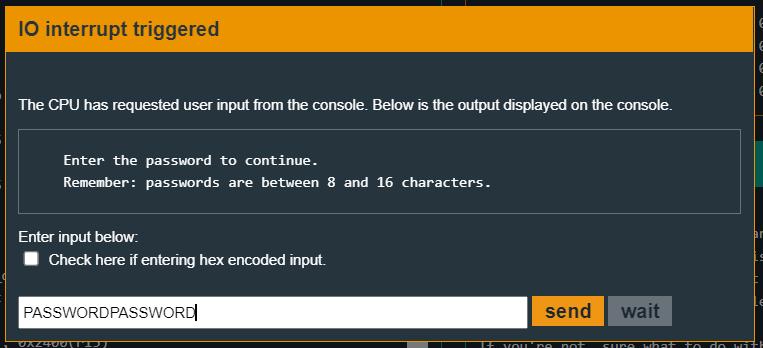 IO interrupt triggered
The CPU has requested user input from the console. Below is the output displayed on the console.
Enter the password to continue.
Remember: passwords are between 8 and 16 characters.
Enter input below:
Check here if entering hex encoded input.
PASSWORDPASSWORD
send
wait
0x2400(r15)
If you're not sure what to do with